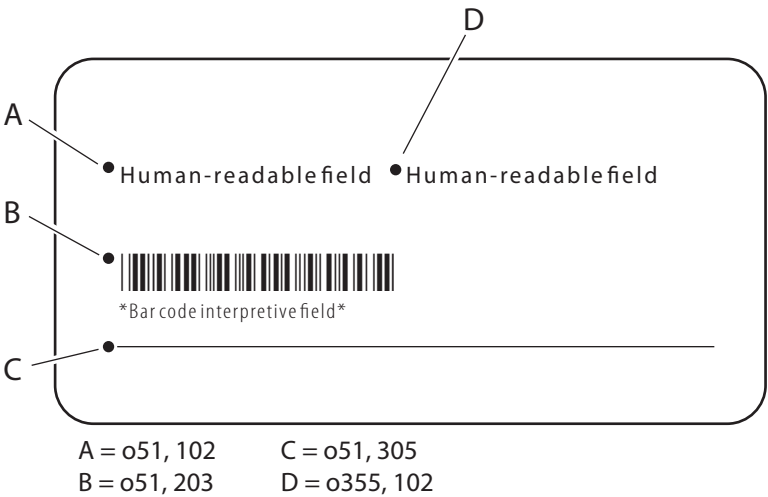 D
A
Human-readable field Human-readable field
B
*Bar code interpretive field*
C
A = o51, 102 C = o51, 305
B = o51, 203 D = o355, 102